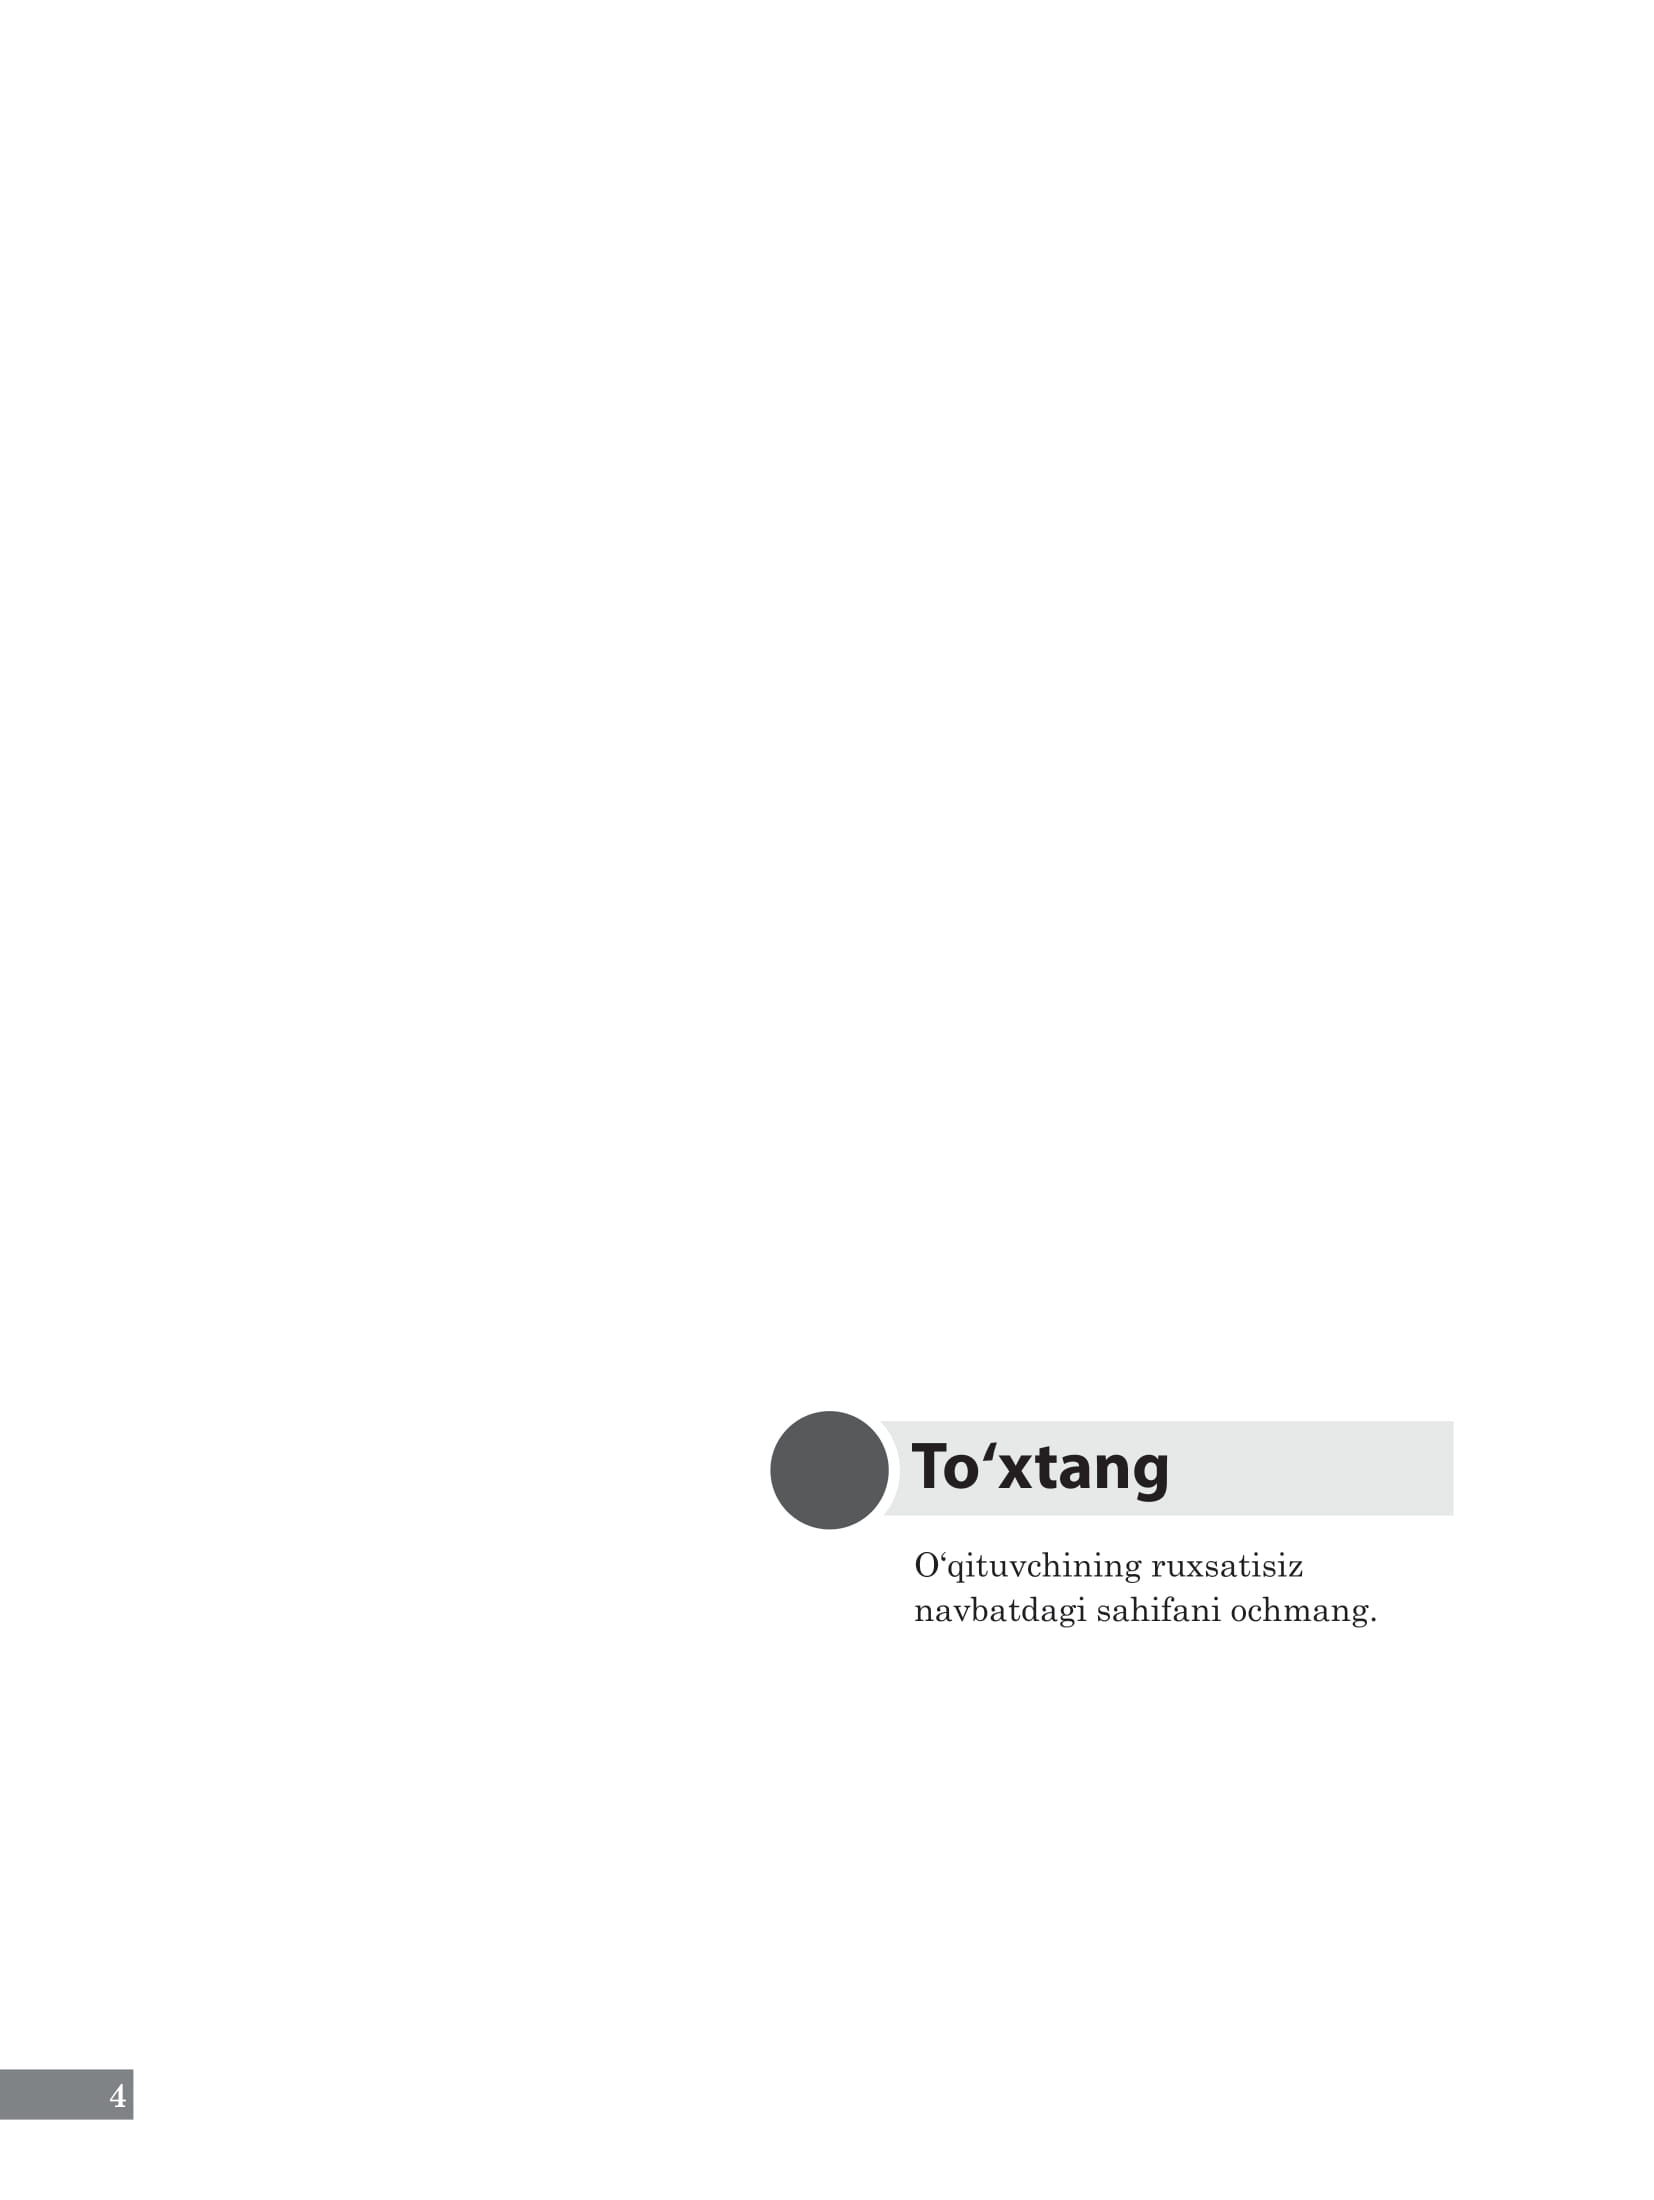 To‘xtang
O‘qituvchining ruxsatisiz
navbatdagi sahifani ochmang.
4